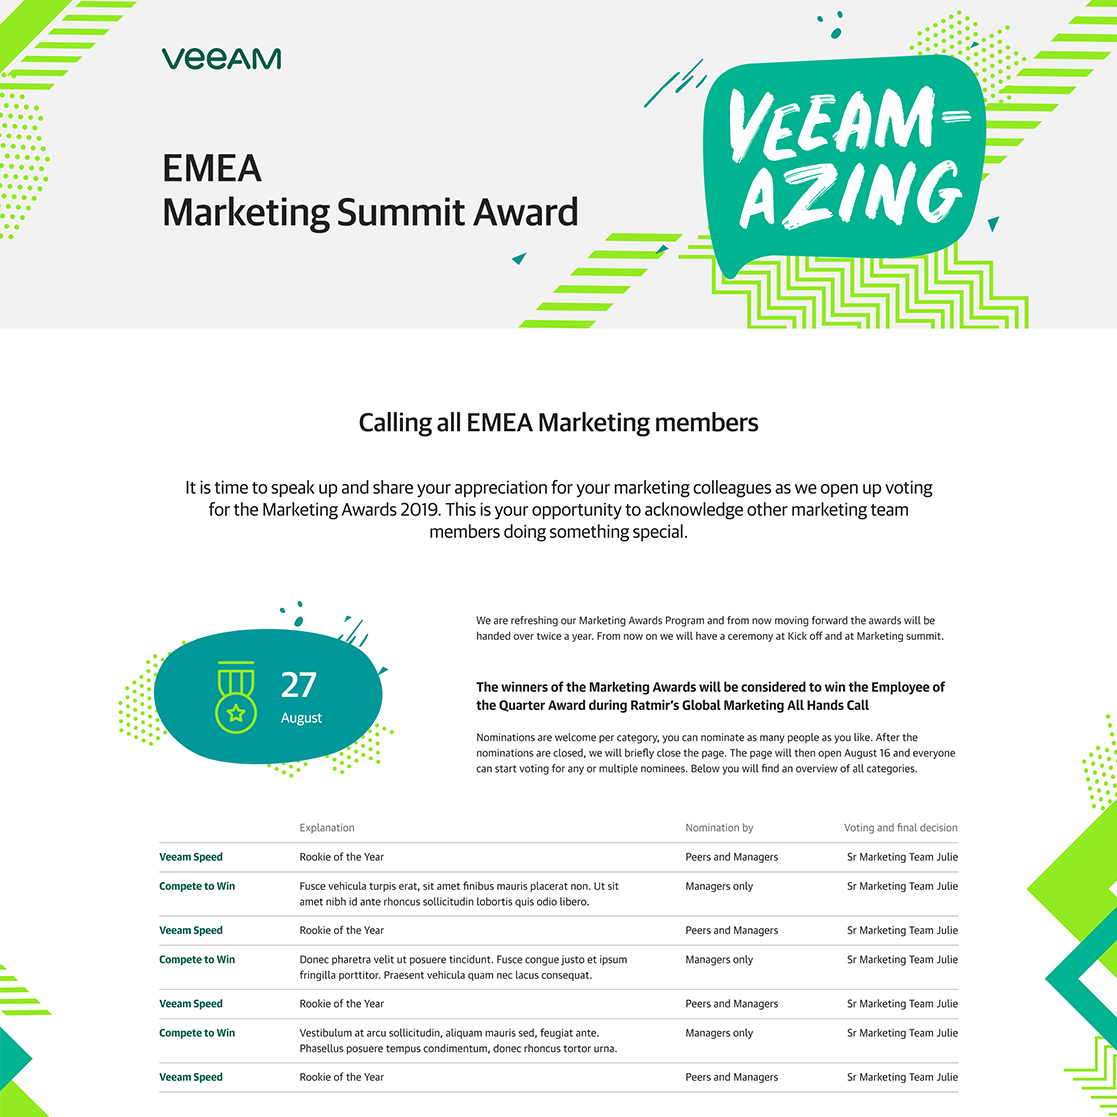 VEEAM
EMEA
Marketing Summit Award
VEEAM=
AZING
Calling all EMEA Marketing members
It is time to speak up and share your appreciation for your marketing colleagues as we open up voting
for the Marketing Awards 2019. This is your opportunity to acknowledge other marketing team
members doing something special.
27
August
We are refreshing our Marketing Awards Program and from now moving forward the awards will be
handed over twice a year. From now on we will have a ceremony at Kick off and at Marketing summit.
The winners of the Marketing Awards will be considered to win the Employee of
the Quarter Award during Ratmir's Global Marketing All Hands Call
Nominations are welcome per category, you can nominate as many people as you like. After the
nominations are closed, we will briefly close the page. The page will then open August 16 and everyone
can start voting for any or multiple nominees. Below you will find an overview of all categories.
Explanation Nomination by Voting and final decision
Veeam Speed Rookie of the Year Peers and Managers Sr Marketing Team Julie
Compete to Win Fusce vehicula turpis erat, sit amet finibus mauris placerat non. Ut sit Managers only Sr Marketing Team Julie
amet nibh id ante rhoncus sollicitudin lobortis quis odio libero.
Veeam Speed Rookie of the Year Peers and Managers Sr Marketing Team Julie
Compete to Win Donec pharetra velit ut posuere tincidunt. Fusce congue justo et ipsum Managers only Sr Marketing Team Julie
fringilla porttitor. Praesent vehicula quam nec lacus consequat.
Veeam Speed Rookie of the Year Peers and Managers Sr Marketing Team Julie
Compete to Win Vestibulum at arcu sollicitudin, aliquam mauris sed, feugiat ante. Managers only Sr Marketing Team Julie
Phasellus posuere tempus condimentum, donec rhoncus tortor urna.
Veeam Speed Rookie of the Year Peers and Managers Sr Marketing Team Julie